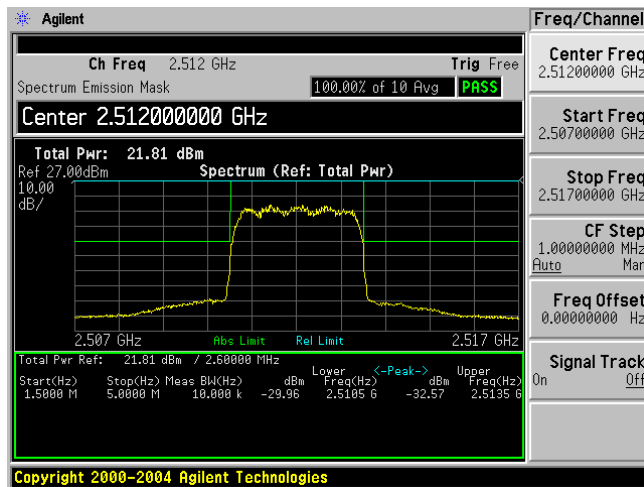 Agilent
Freq/Channel
Ch Freq 2.512 GHz Trig Free
Spectrum Emission Mask 100.00% of 10 Avg PASS
Center 2.512000000 GHz
Total Pwr: 21.81 dBm
Ref 27.00dBm Spectrum (Ref: Total Pwr)
10.00
dB/
2.507 GHz Abs Limit Rel Limit 2.517 GHz
Total Pwr Ref: 21.81 dBm / 2.60000 MHz
Lower <-Peak-> Upper
Start(Hz) Stop(Hz) Meas BW(Hz) dBm Freq(Hz) dBm Freq(Hz)
1.5000 M 5.0000 M 10.000 k -29.96 2.5105 G -32.57 2.5135 G
Center Freq
2.51200000 GHz
Start Freq
2.50700000 GHz
Stop Freq
2.51700000 GHz
CF Step
1.00000000 MHz
Auto Man
Freq Offset
0.00000000 Hz
Signal Track
On Off
Copyright 2000-2004 Agilent Technologies